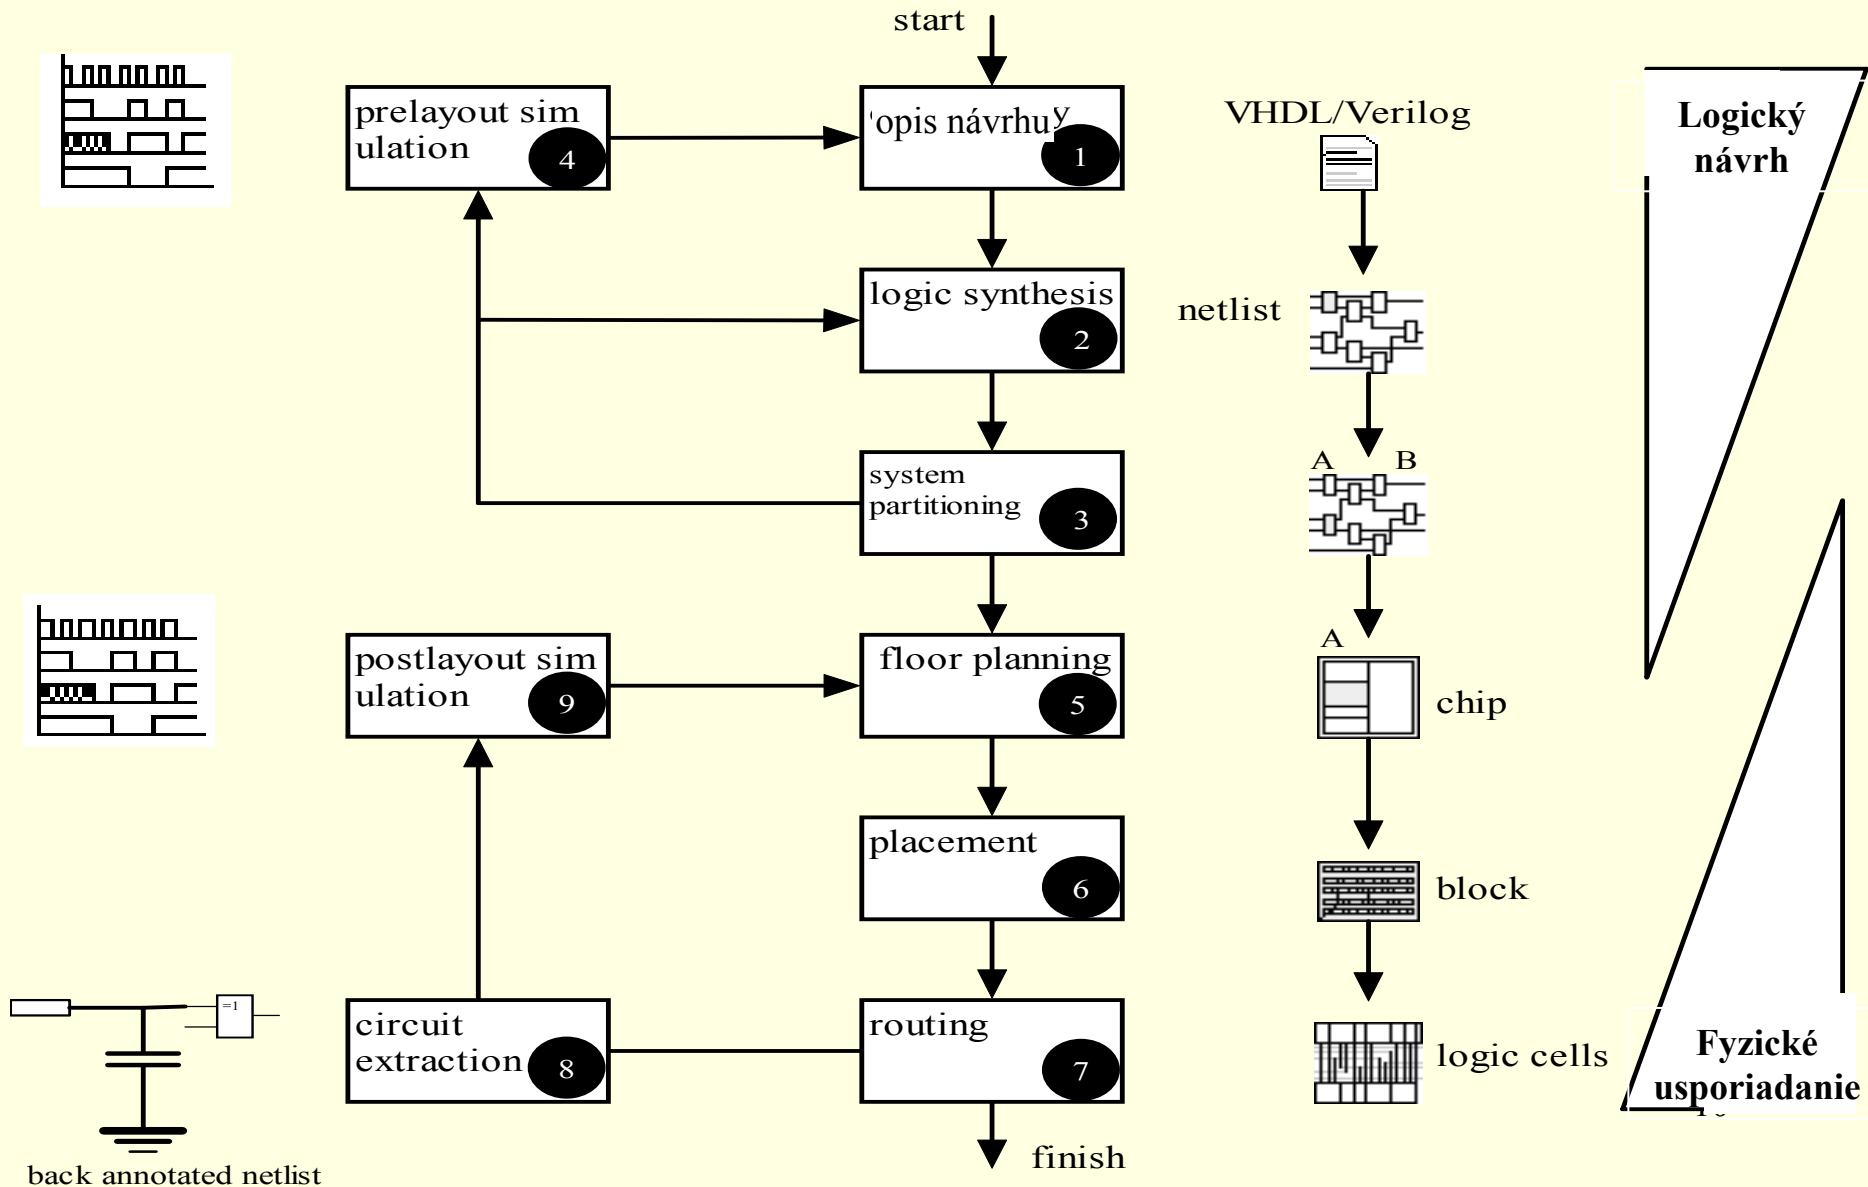 start
prelayout sim
ulation
4
opis návrhu y
1
VHDL/Verilog
Logický
návrh
logic synthesis
2
netlist
system
partitioning
3
A B
postlayout sim
ulation
9
floor planning
5
A
chip
placement
6
block
=1
circuit
extraction
8
routing
7
logic cells
Fyzické
usporiadanie
finish
back annotated netlist